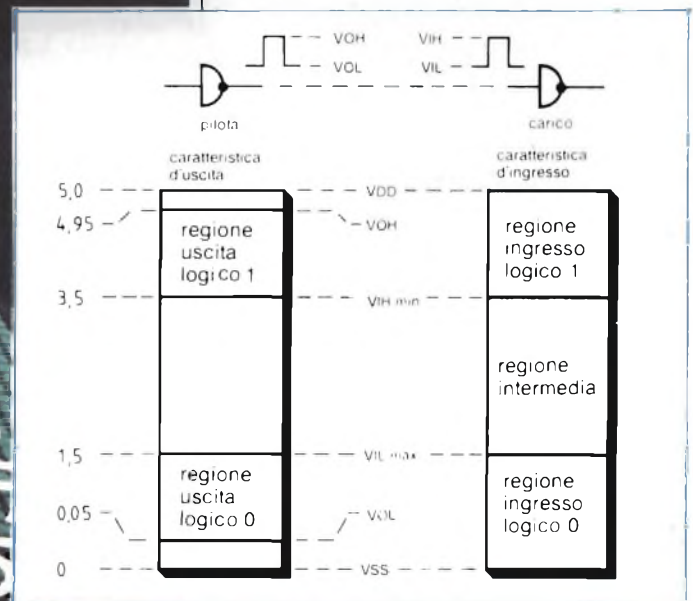 VOH
VIH
VOL
VIL
pilota
carico
caratteristica
d'uscita
caratteristica
d'ingresso
5,0
VDD
4,95
VOH
regione
uscita
logico 1
regione
ingresso
logico 1
3,5
VIH min
regione
intermedia
1,5
VIL max
regione
uscita
logico 0
regione
ingresso
logico 0
0,05
VOL
0
VSS